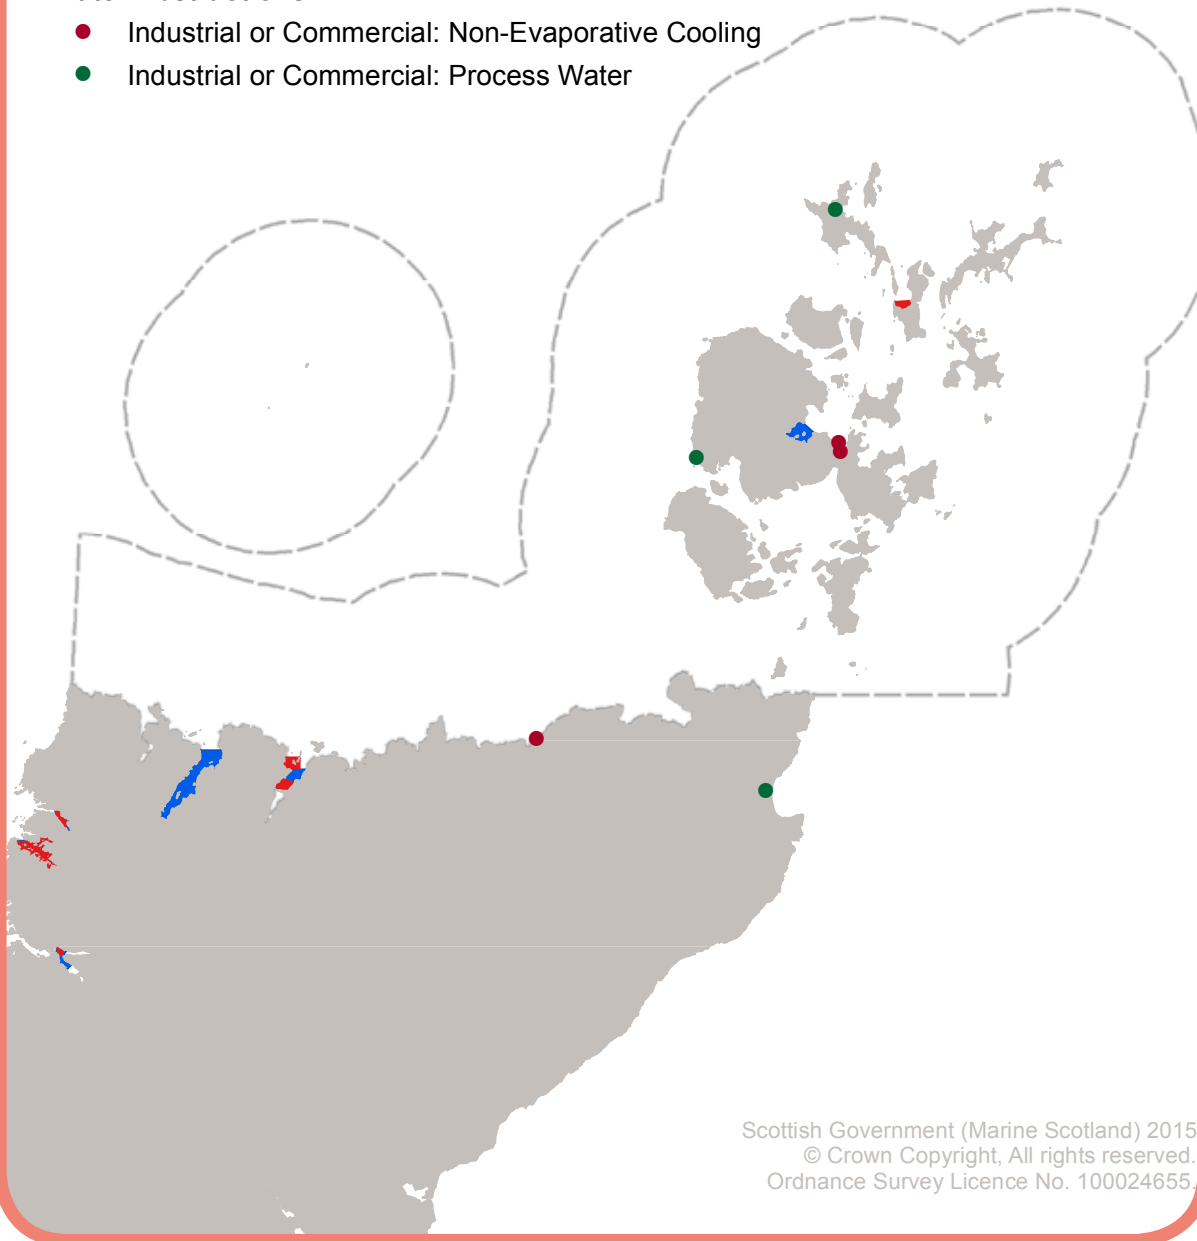 Industrial or Commercial: Non-Evaporative Cooling
Industrial or Commercial: Process Water
Scottish Government (Marine Scotland) 2015
© Crown Copyright, All rights reserved.
Ordnance Survey Licence No. 100024655.